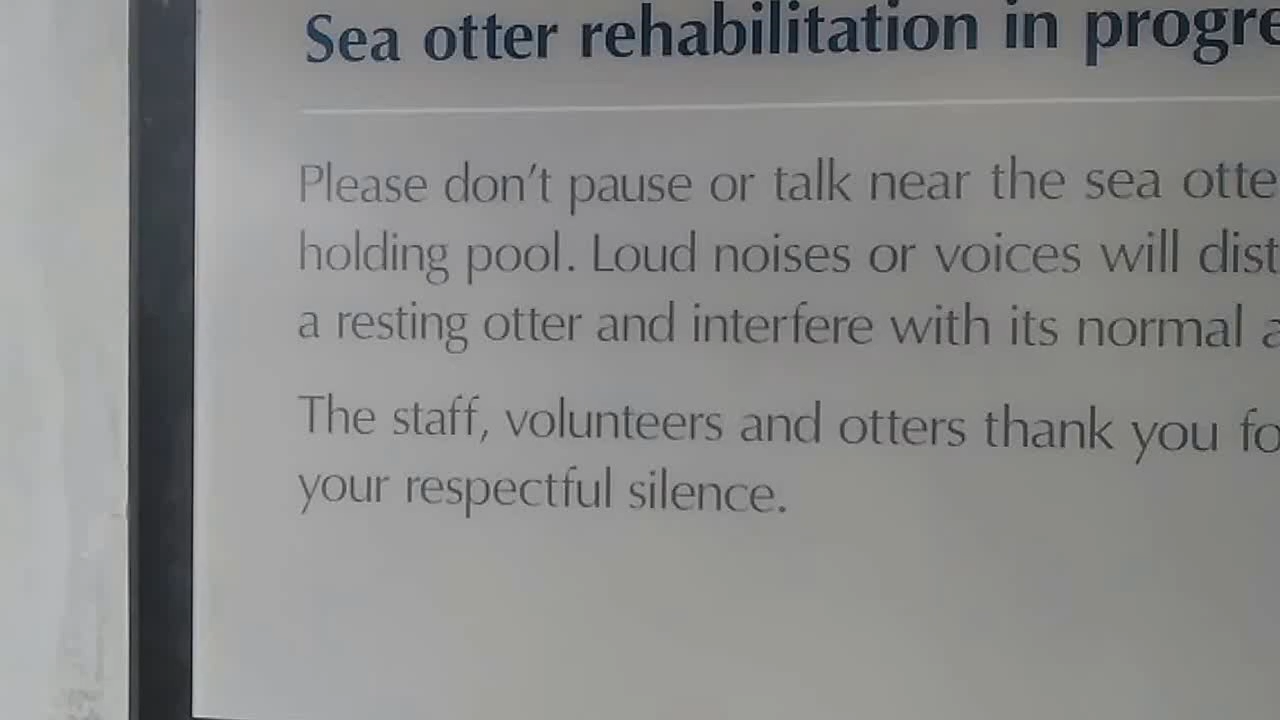 Sea otter rehabilitation in progre
Please don't pause or talk near the sea otte
holding pool. Loud noises or voices will dist
a resting otter and interfere with its normal a
The staff, volunteers and otters thank you fo
your respectful silence.